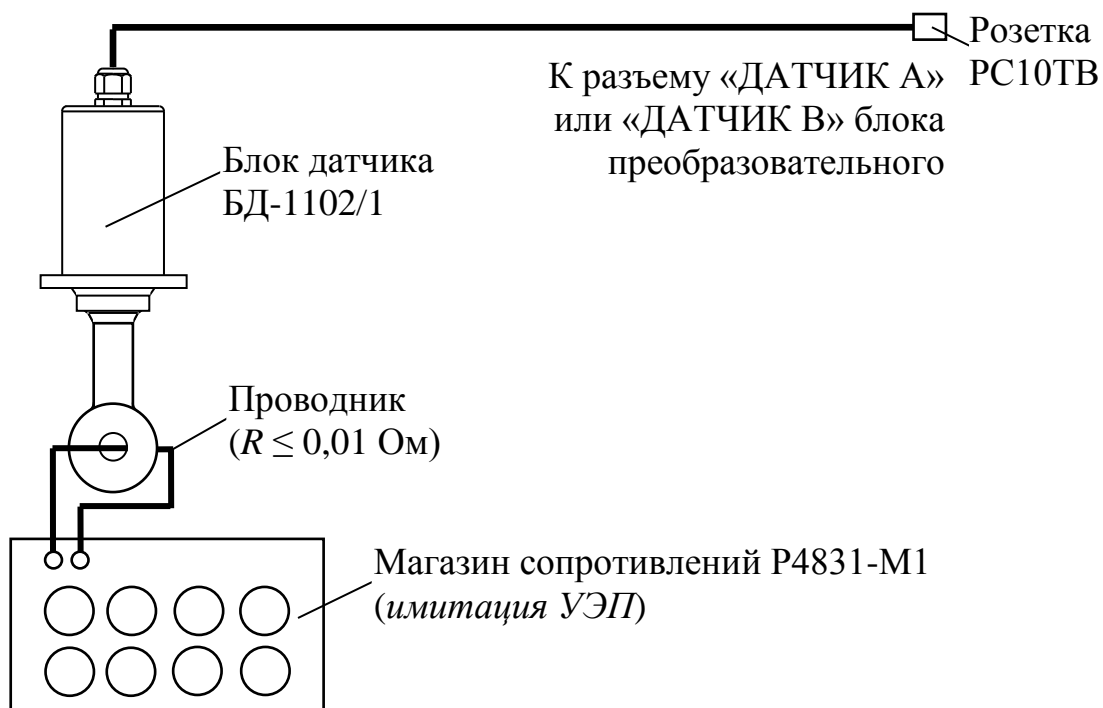 Розетка
РС10ТВ
К разъему «ДАТЧИК А»
или «ДАТЧИК В» блока
преобразовательного
Блок датчика
БД-1102/1
Проводник
(R ≤ 0,01 Ом)
Магазин сопротивлений Р4831-М1
(имитация УЭП)